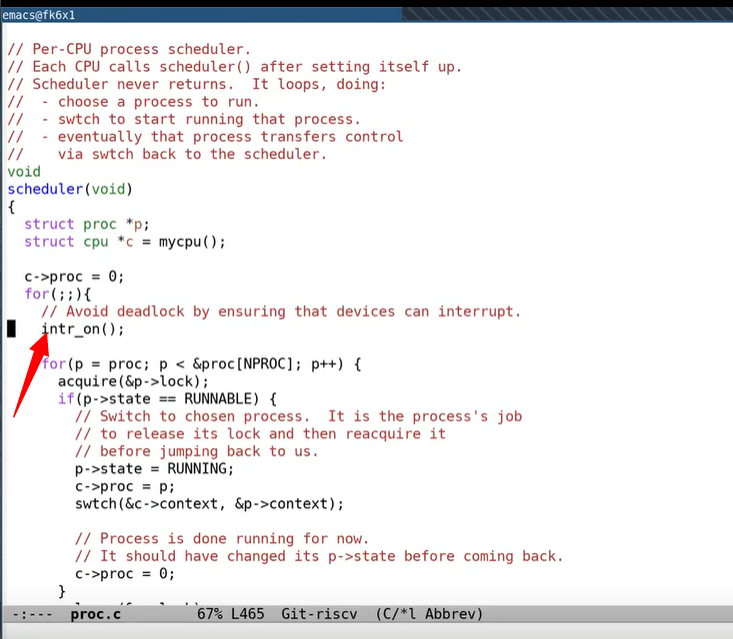 emacs@fk6x1
// Per-CPU process scheduler.
// Each CPU calls scheduler() after setting itself up.
// Scheduler never returns.  It loops, doing:
//  - choose a process to run.
//  - swtch to start running that process.
//  - eventually that process transfers control
//    via swtch back to the scheduler.
void
scheduler(void)
{
  struct proc *p;
  struct cpu *c = mycpu();

  c->proc = 0;
  for(;;){
    // Avoid deadlock by ensuring that devices can interrupt.
    intr_on();

    for(p = proc; p < &proc[NPROC]; p++) {
      acquire(&p->lock);
      if(p->state == RUNNABLE) {
        // Switch to chosen process.  It is the process's job
        // to release its lock and then reacquire it
        // before jumping back to us.
        p->state = RUNNING;
        c->proc = p;
        swtch(&c->context, &p->context);

        // Process is done running for now.
        // It should have changed its p->state before coming back.
        c->proc = 0;
      }
-:---  proc.c         67% L465  Git-riscv  (C/*l Abbrev)